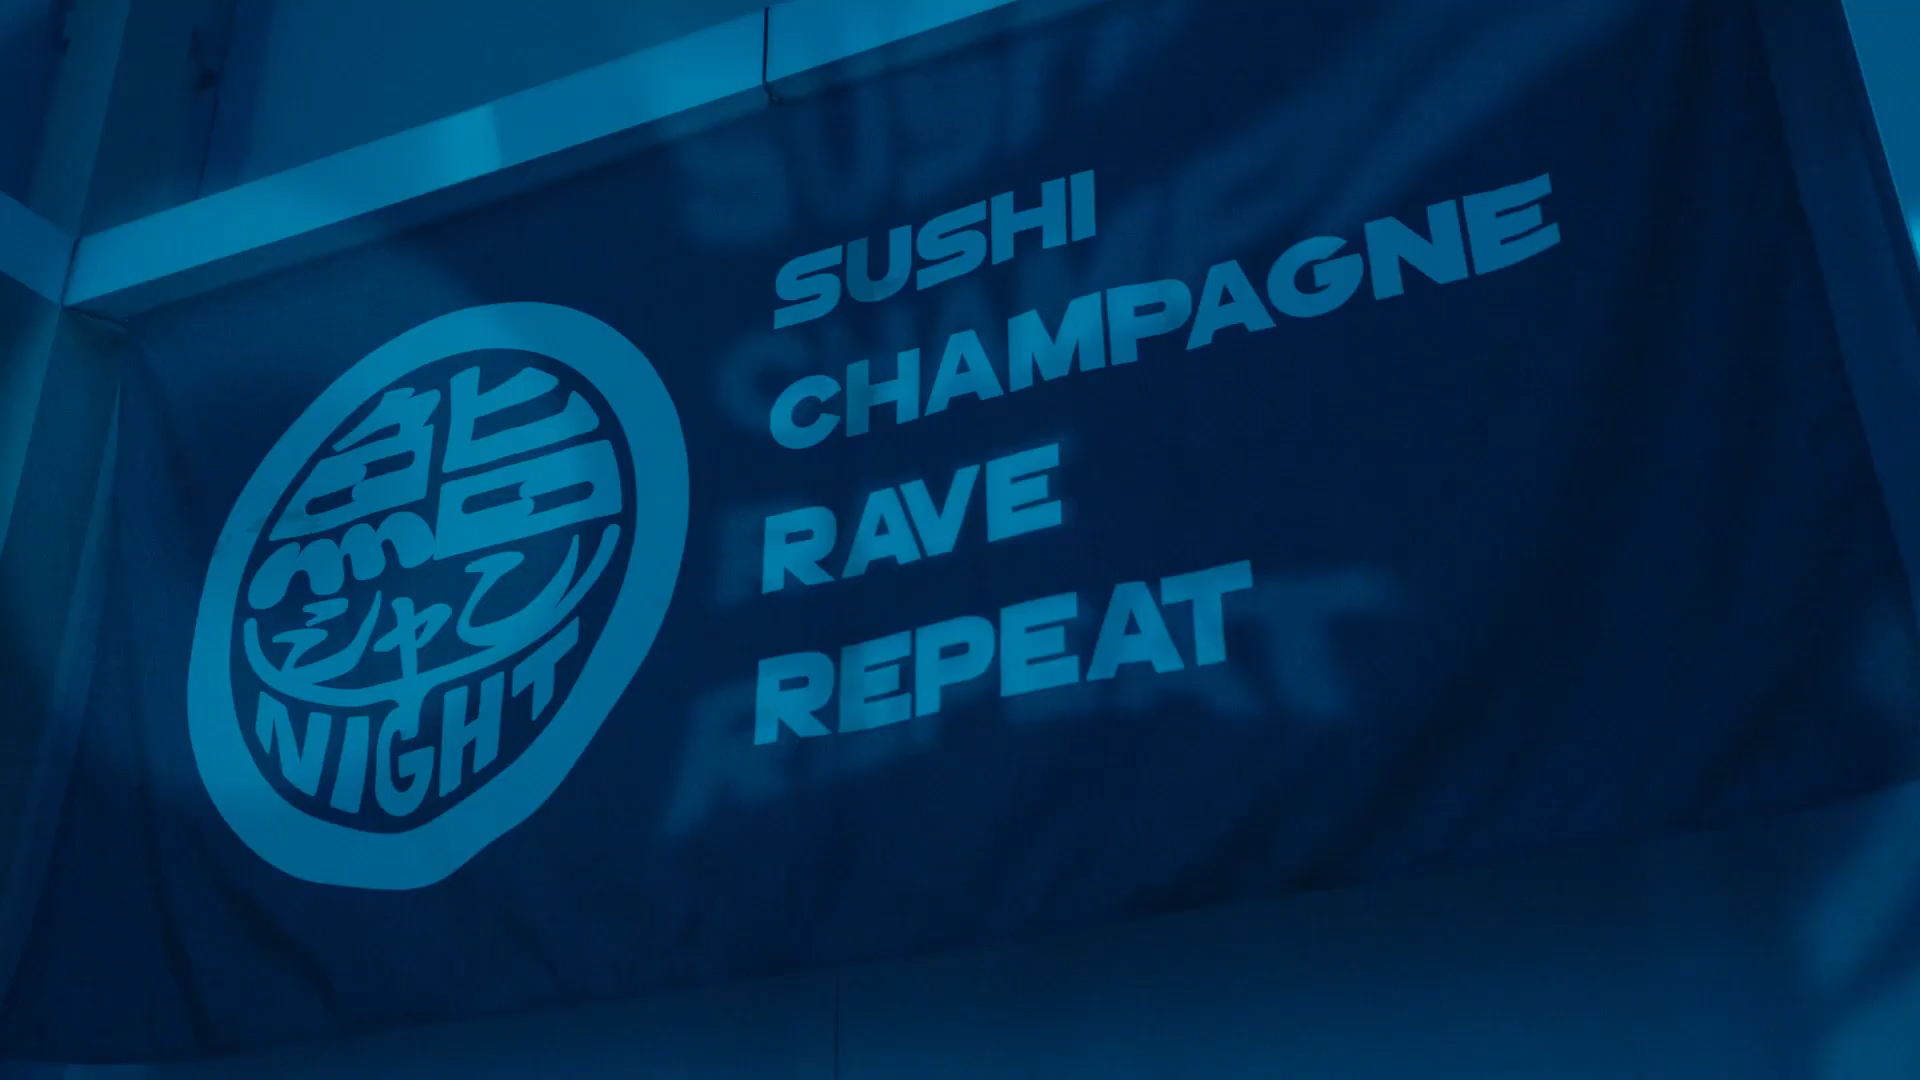 鮨
シャン
NIGHT
SUSHI
CHAMPAGNE
RAVE
REPEAT